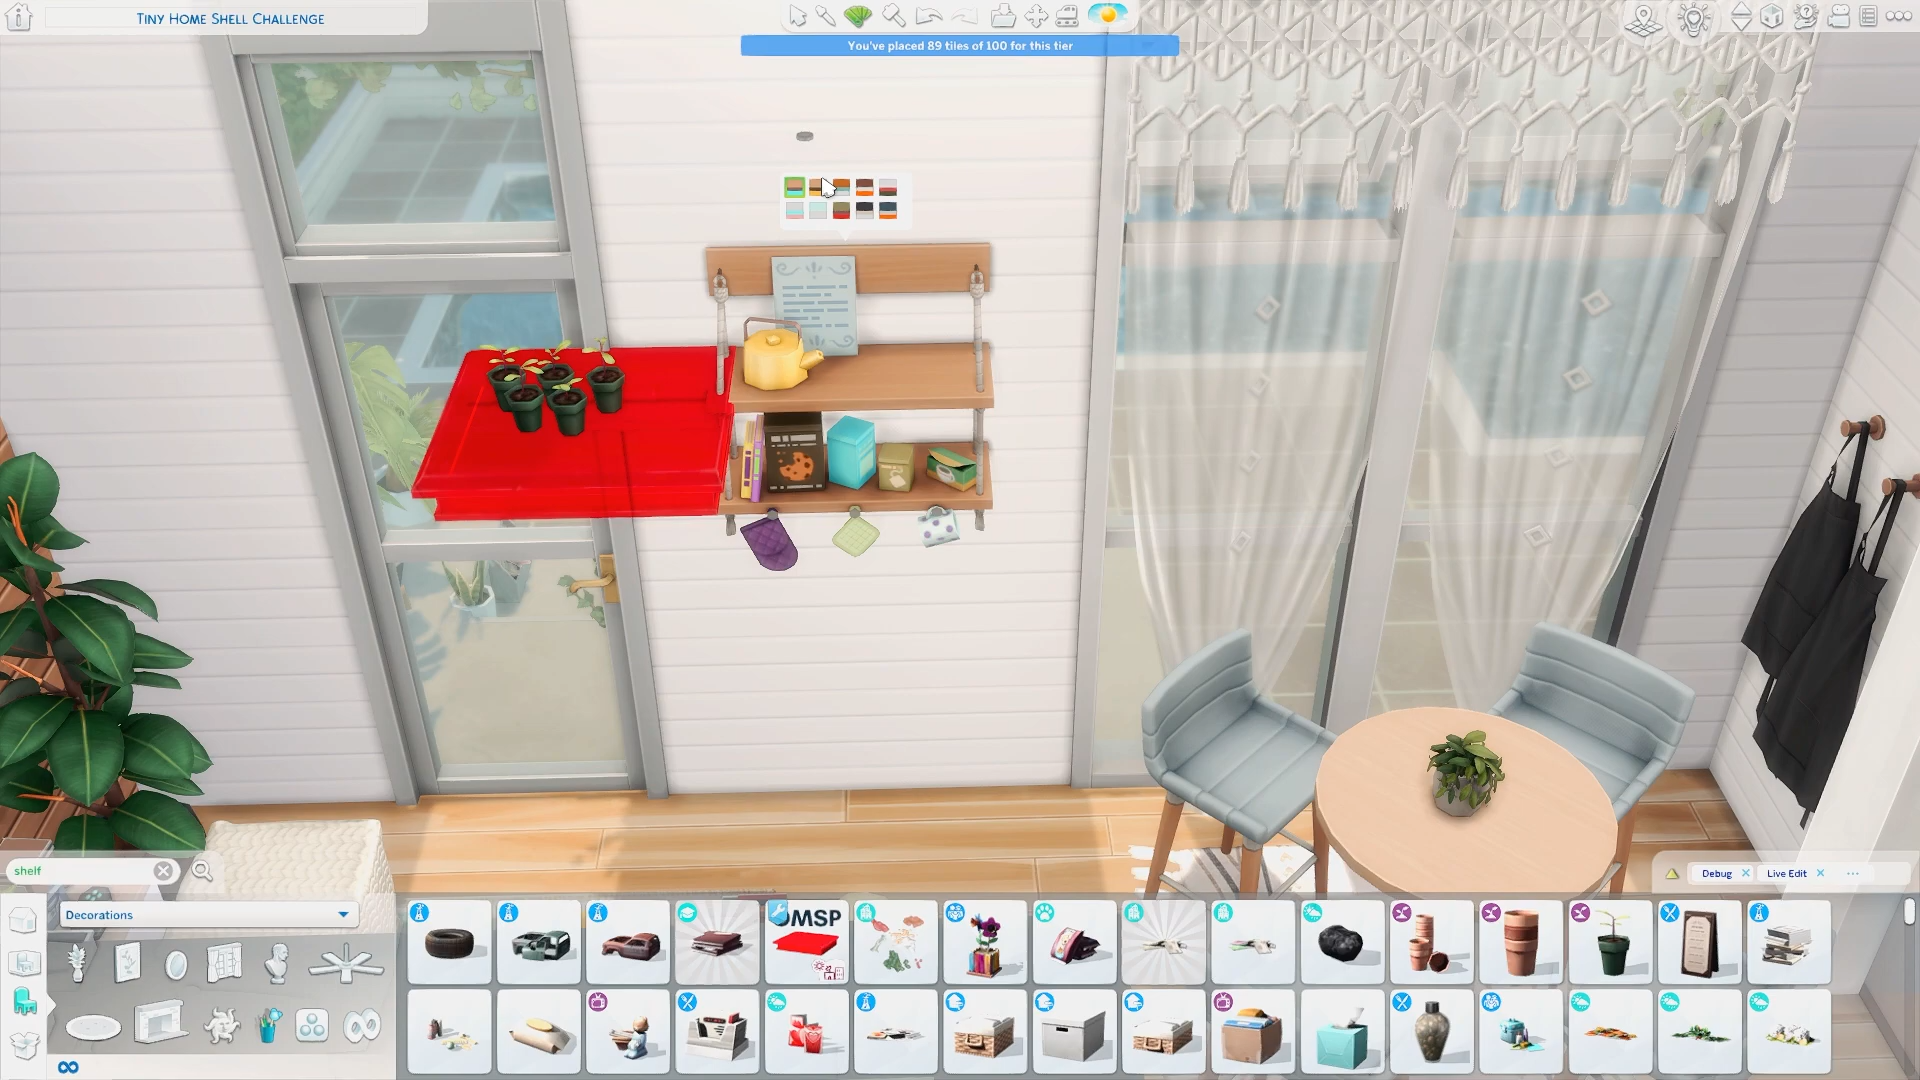 Tiny Home Shell Challenge
You've placed 89 tiles of 100 for this tier
shelf
Debug
Live Edit
Decorations
OMSP